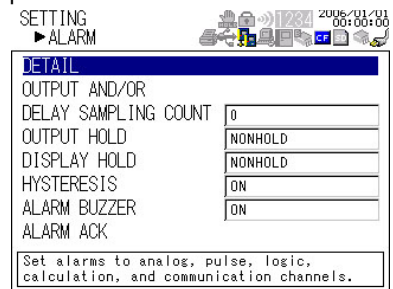 SETTING
1234
2006/01/01
00:00:00
►ALARM
CF
SD
DETAIL
OUTPUT AND/OR
DELAY SAMPLING COUNT 0
OUTPUT HOLD NONHOLD
DISPLAY HOLD NONHOLD
HYSTERESIS ON
ALARM BUZZER ON
ALARM ACK
Set alarms to analog, pulse, logic,
calculation, and communication channels.